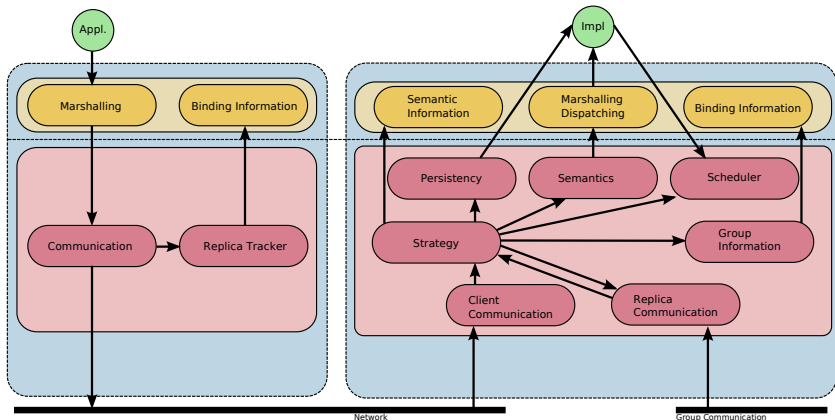 Appl.
Impl
Marshalling
Binding Information
Semantic
Information
Marshalling
Dispatching
Binding Information
Persistency
Semantics
Scheduler
Communication
Replica Tracker
Strategy
Group
Information
Client
Communication
Replica
Communication
Network
Group Communication